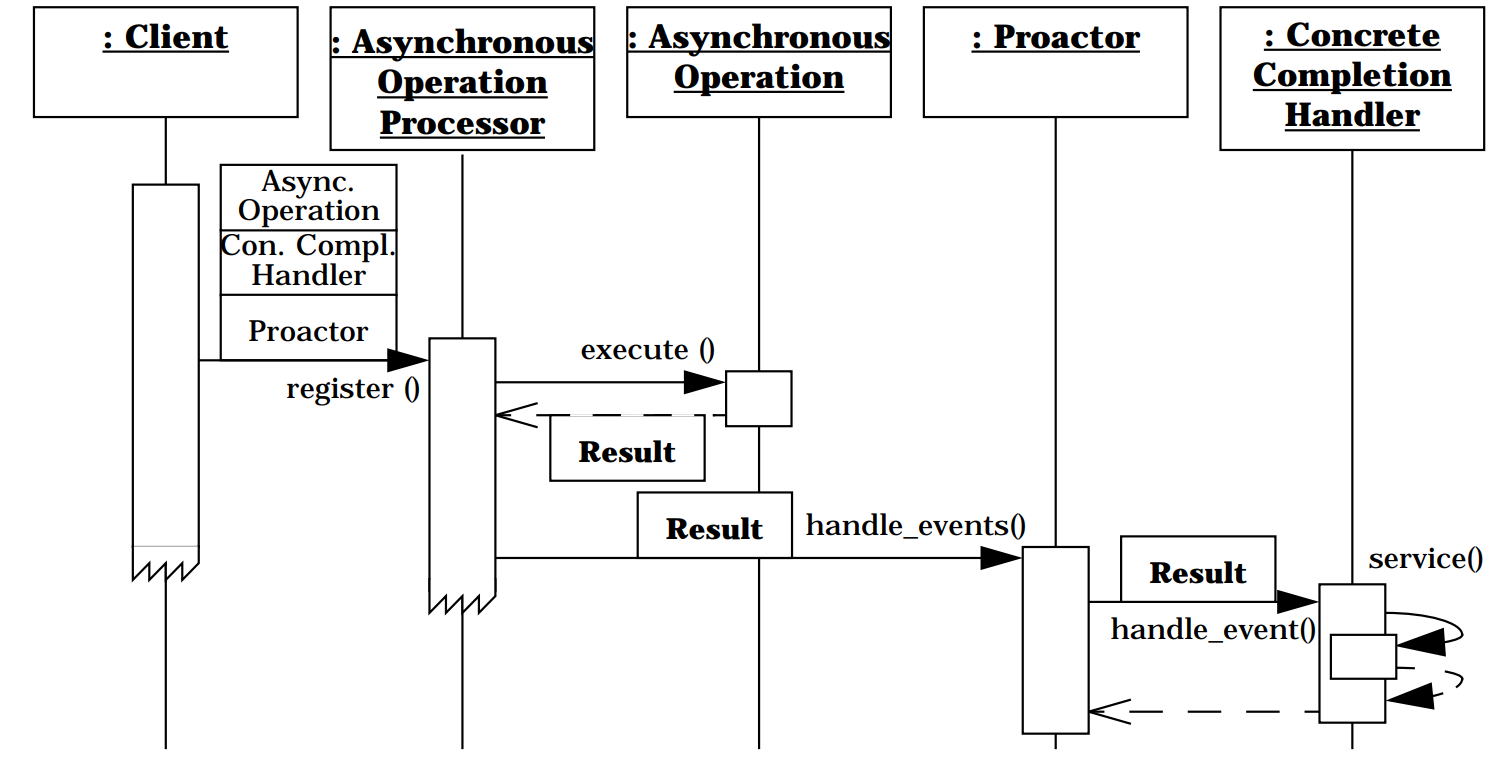 : Client
: Asynchronous
Operation
Processor
: Asynchronous
Operation
: Proactor
: Concrete
Completion
Handler
Async.
Operation
Con. Compl.
Handler
Proactor
register ()
execute ()
Result
Result
handle_events()
Result
handle_event()
service()